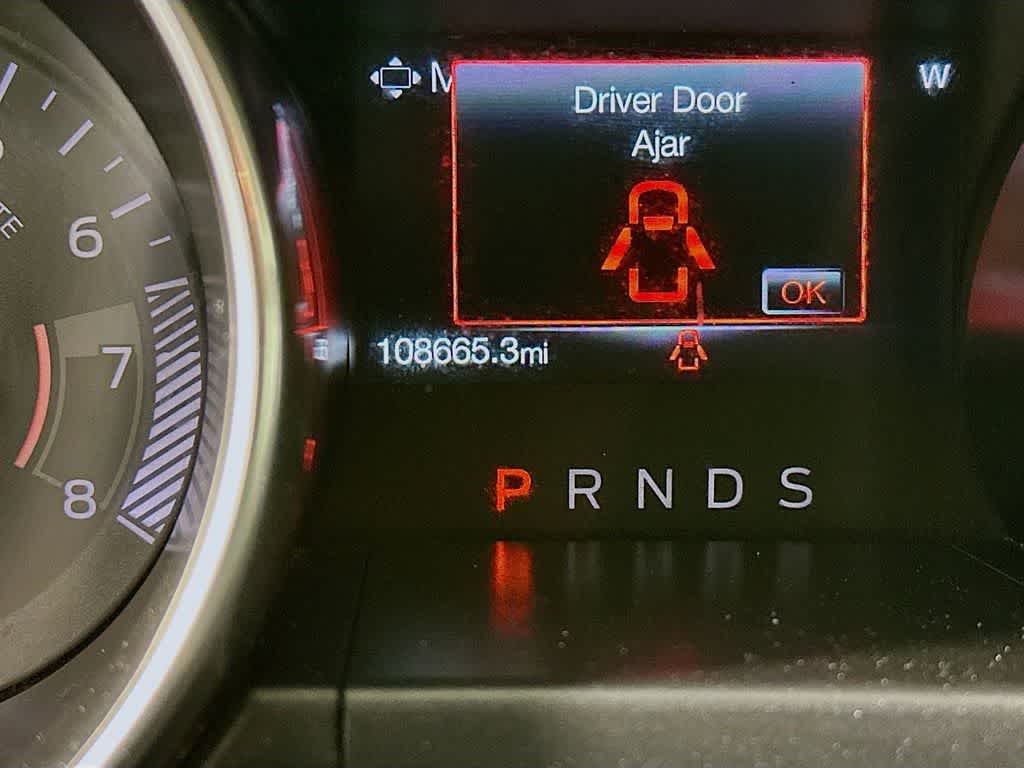 M
W
Driver Door
Ajar
OK
108665.3mi
6
7
8
P R N D S